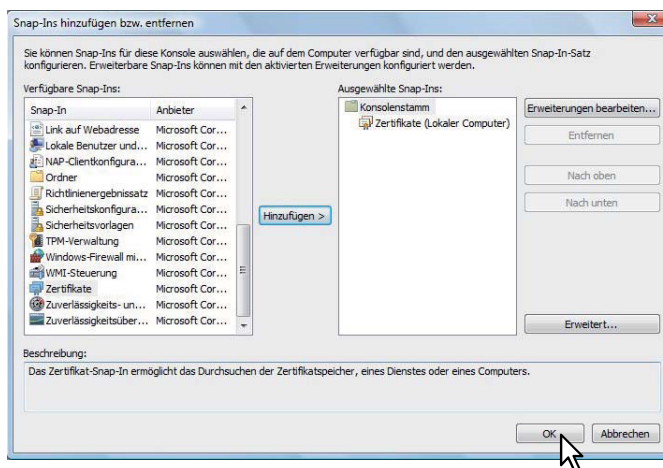 Snap-Ins hinzufügen bzw. entfernen
Sie können Snap-Ins für diese Konsole auswählen, die auf dem Computer verfügbar sind, und den ausgewählten Snap-In-Satz
konfigurieren. Erweiterbare Snap-Ins können mit den aktivierten Erweiterungen konfiguriert werden.
Verfügbare Snap-Ins:
Snap-In Anbieter
Link auf Webadresse Microsoft Cor...
Lokale Benutzer und... Microsoft Cor...
NAP-Clientkonfigura... Microsoft Cor...
Ordner Microsoft Cor...
Richtlinienergebnissatz Microsoft Cor...
Sicherheitskonfigura... Microsoft Cor...
Sicherheitsvorlagen Microsoft Cor...
TPM-Verwaltung Microsoft Cor...
Windows-Firewall mi... Microsoft Cor...
WMI-Steuerung Microsoft Cor...
Zertifikate Microsoft Cor...
Zuverlässigkeits- un... Microsoft Cor...
Zuverlässigkeitsüber... Microsoft Cor...
Hinzufügen >
Ausgewählte Snap-Ins:
Konsolenstamm
Zertifikate (Lokaler Computer)
Erweiterungen bearbeiten...
Entfernen
Nach oben
Nach unten
Erweitert...
Beschreibung:
Das Zertifikat-Snap-In ermöglicht das Durchsuchen der Zertifikatspeicher, eines Dienstes oder eines Computers.
OK
Abbrechen